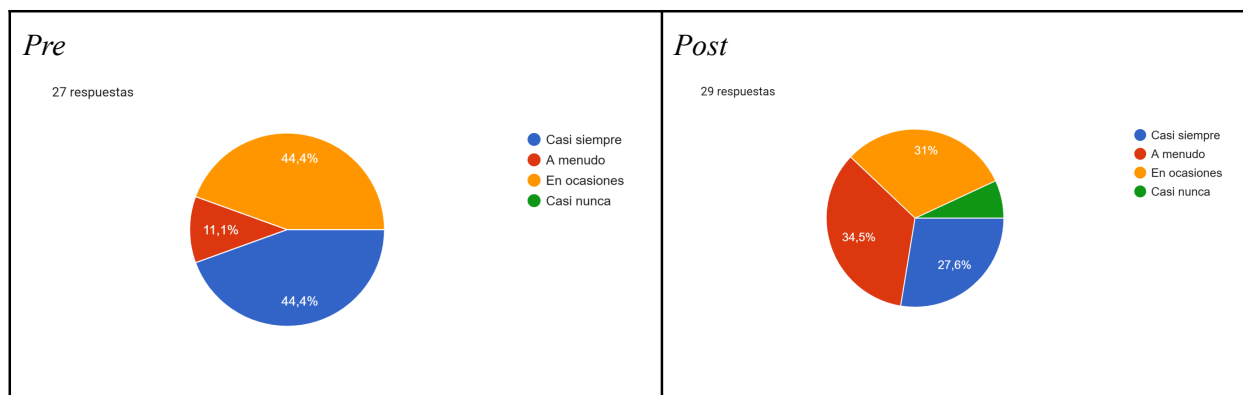 Pre
27 respuestas
44,4%
11,1%
44,4%
Casi siempre
A menudo
En ocasiones
Casi nunca
Post
29 respuestas
31%
34,5%
27,6%
Casi siempre
A menudo
En ocasiones
Casi nunca